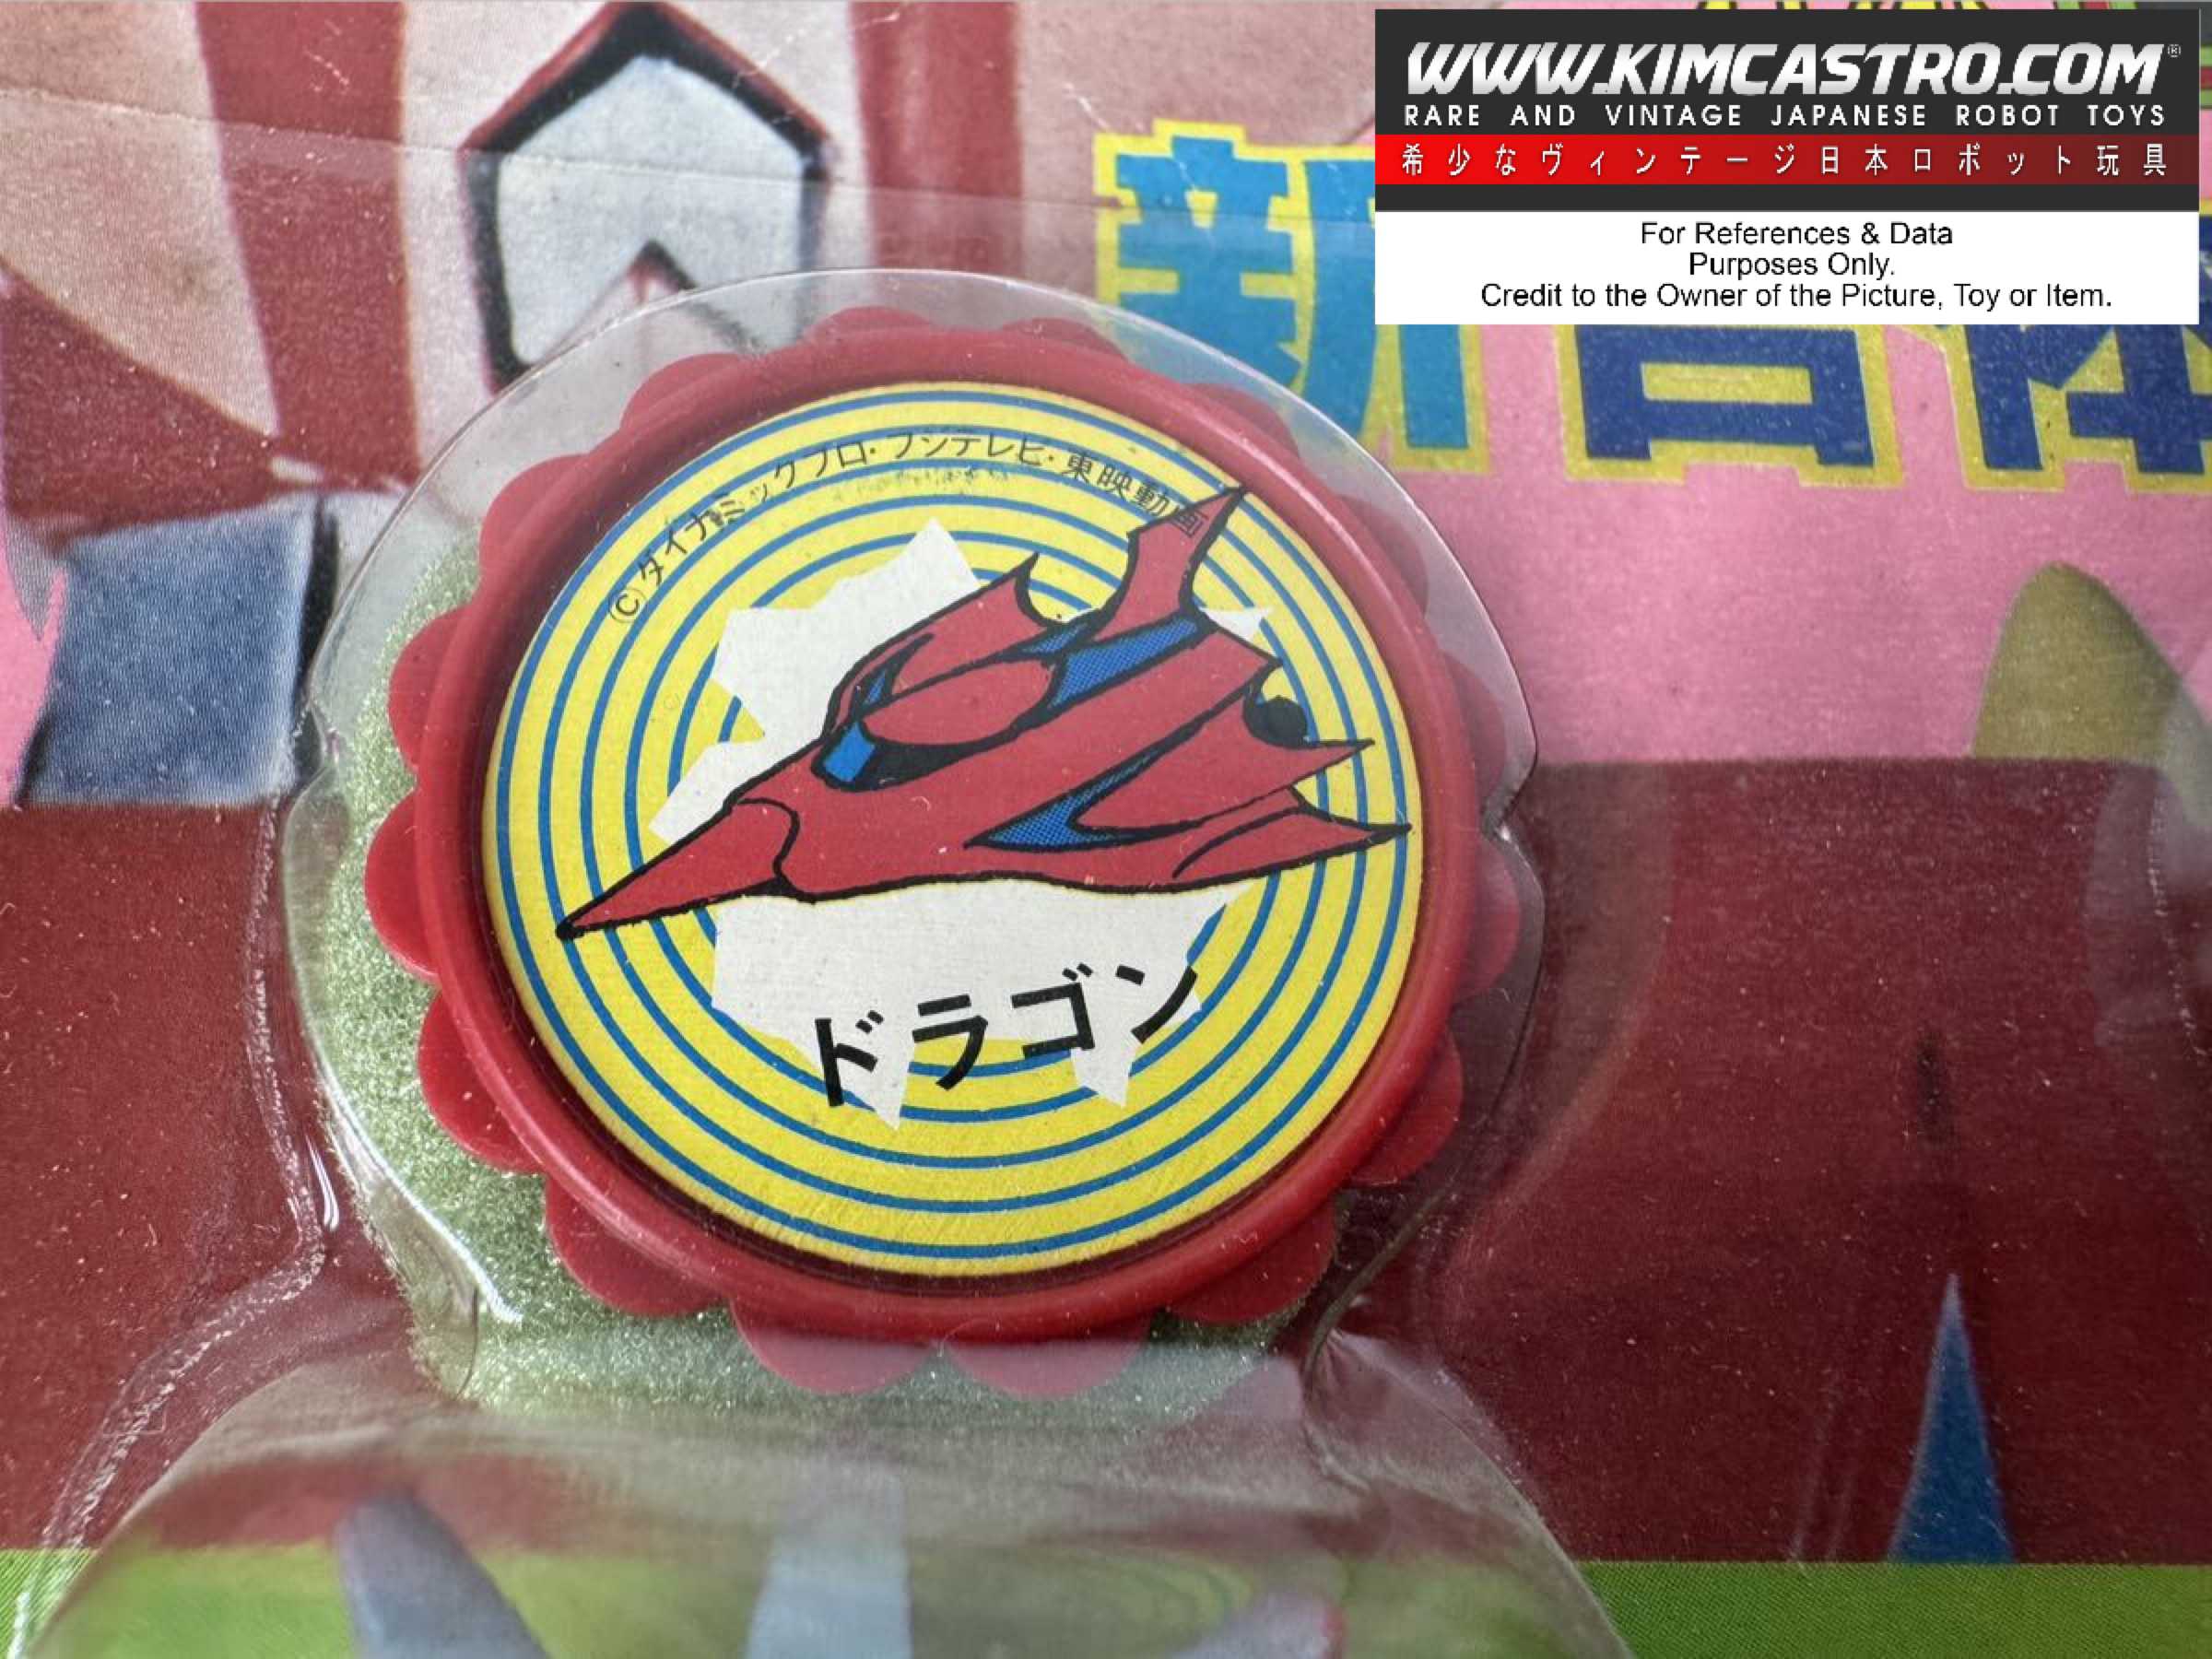 WWW.KIMCASTRO.COM®
RARE AND VINTAGE JAPANESE ROBOT TOYS
希少なヴィンテージ日本ロボット玩具
For References & Data
Purposes Only.
Credit to the Owner of the Picture, Toy or Item.
新合体
©ダイナミックプロ・フジテレビ・東映動画
ドラゴン